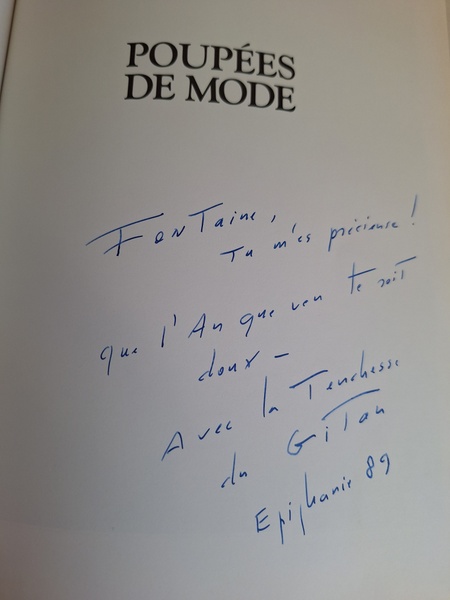 POUPÉES
DE MODE
FonTaine,
Tu m'es précieuse !
que l'An que ven te soit
doux –
Avec la Tendresse
du GiTan
Epiphanie 89